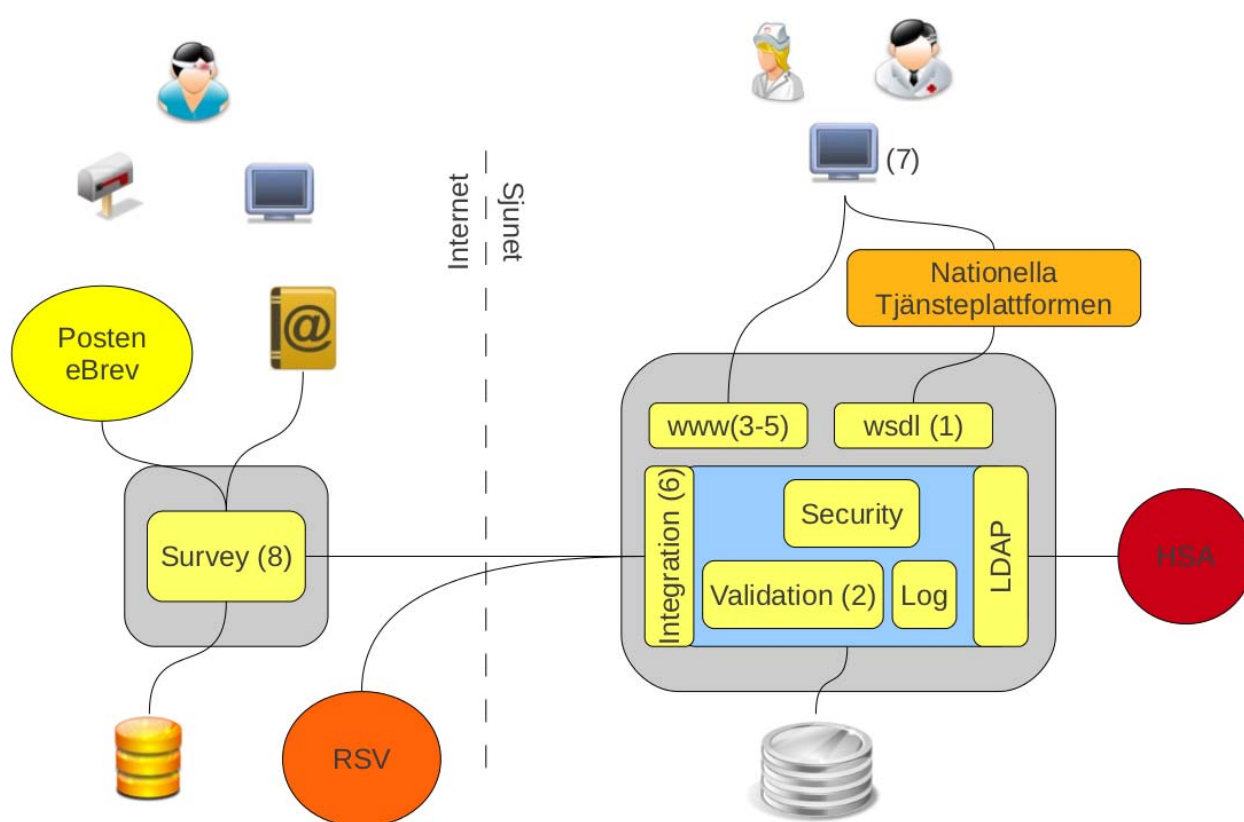 (7)
Internet
Sjunet
Nationella
Tjänsteplattformen
@
Posten
eBrev
www(3-5)
wsdl (1)
Integration (6)
Security
LDAP
Survey (8)
HSA
Validation (2)
Log
RSV